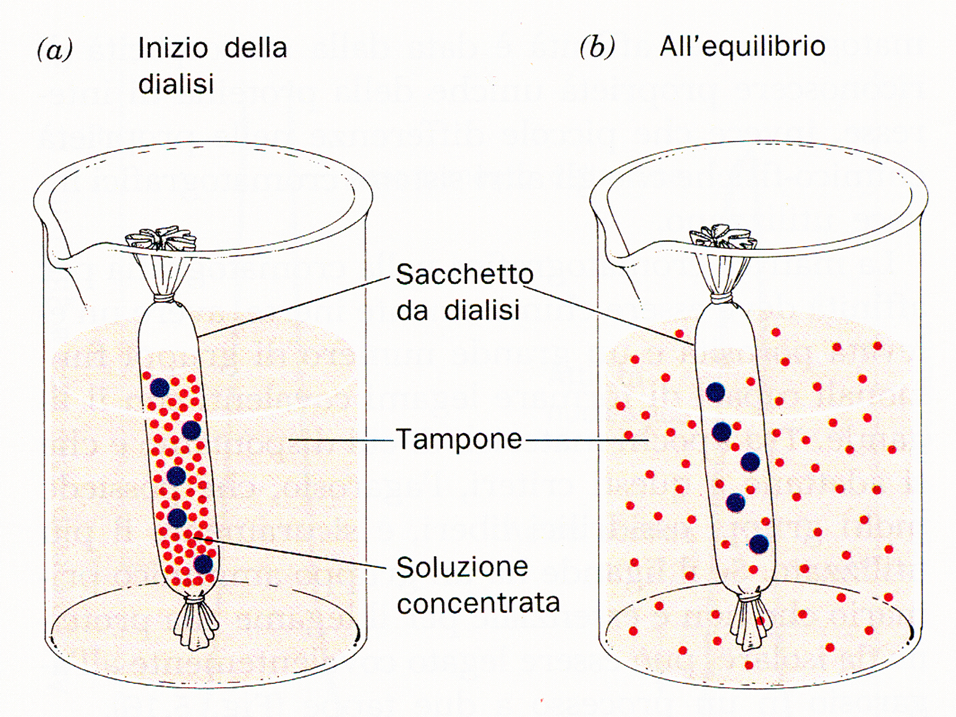 (a) Inizio della
dialisi
(b) All'equilibrio
Sacchetto
da dialisi
Tampone
Soluzione
concentrata